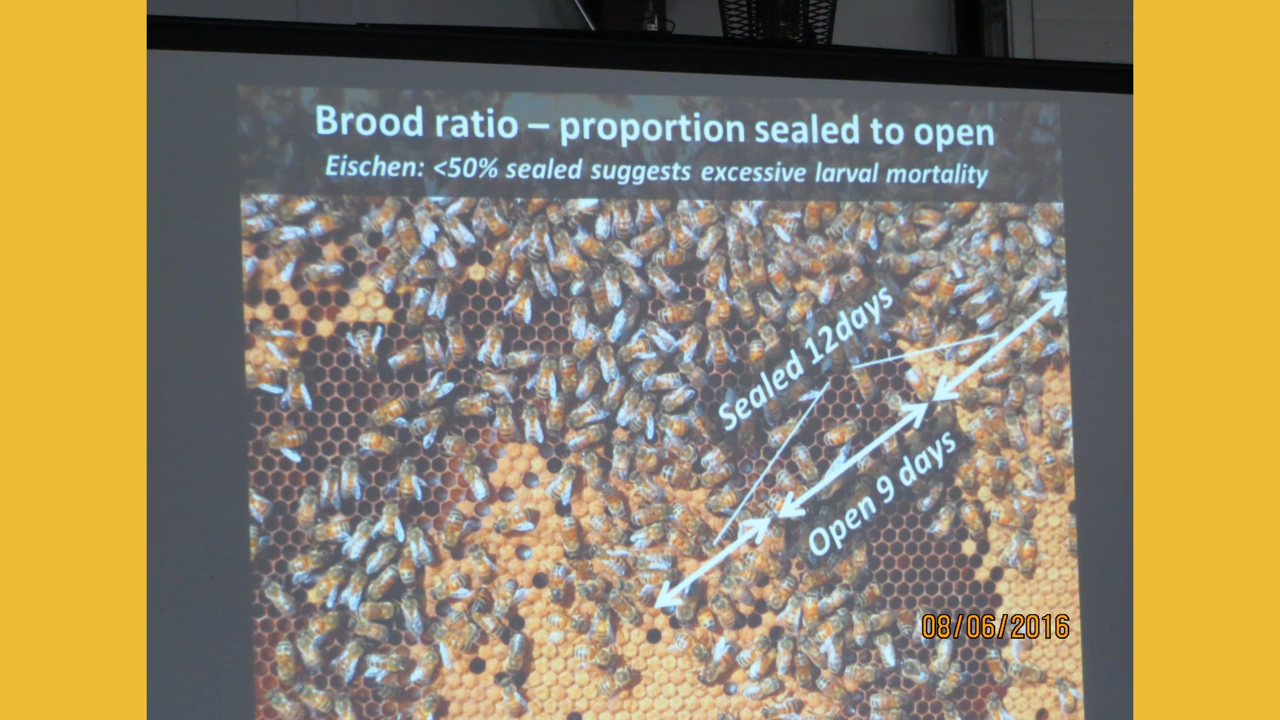 Brood ratio – proportion sealed to open
Eischen: <50% sealed suggests excessive larval mortality
Sealed 12days
Open 9 days
08/06/2016